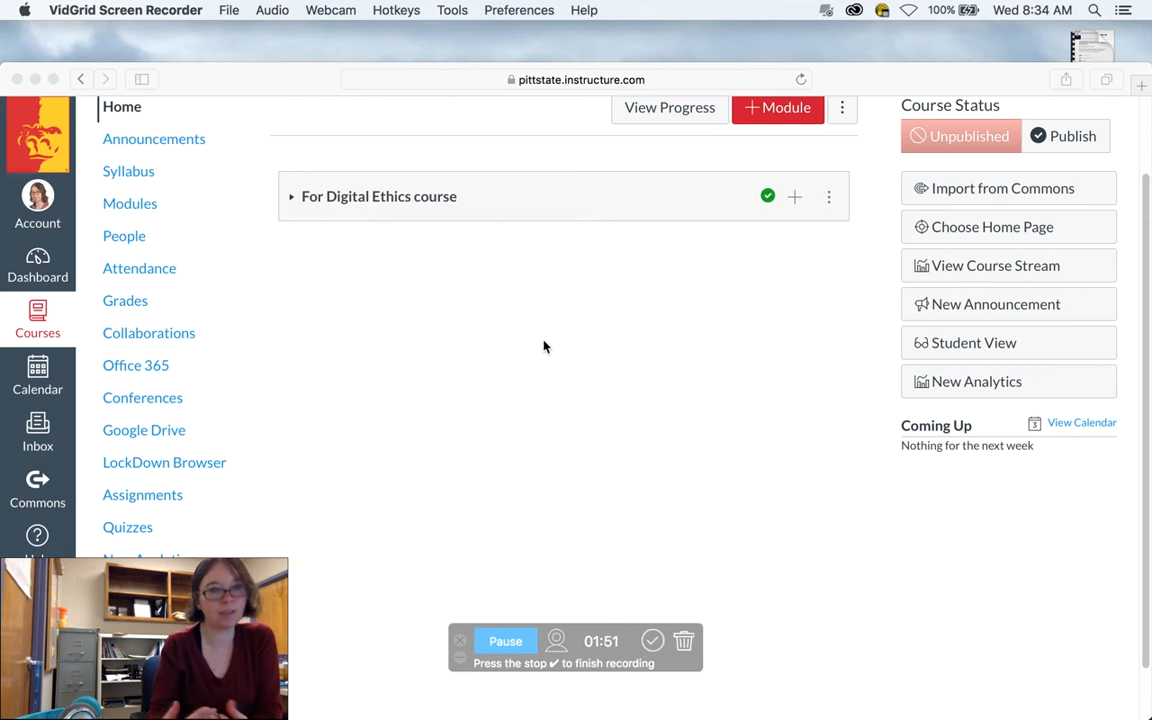 VidGrid Screen Recorder File Audio Webcam Hotkeys Tools Preferences Help 100% Wed 8:34 AM
pittstate.instructure.com
Home
Announcements
Syllabus
Modules
People
Attendance
Grades
Collaborations
Office 365
Conferences
Google Drive
LockDown Browser
Assignments
Quizzes
Account
Dashboard
Courses
Calendar
Inbox
Commons
View Progress
+ Module
For Digital Ethics course
Course Status
Unpublished
Publish
Import from Commons
Choose Home Page
View Course Stream
New Announcement
Student View
New Analytics
Coming Up
3
View Calendar
Nothing for the next week
Pause
01:51
Press the stop ✔ to finish recording